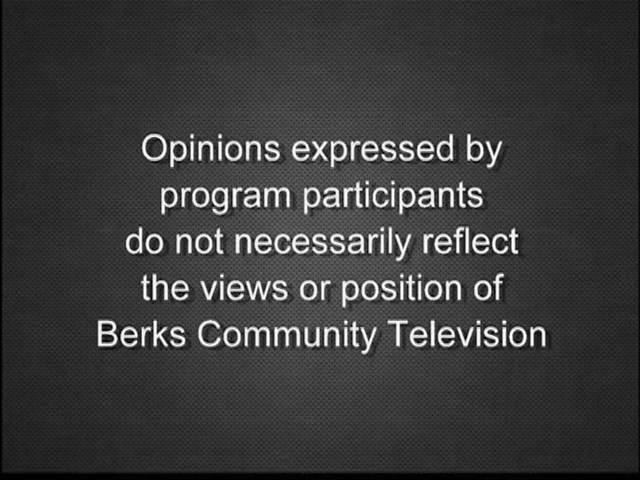 Opinions expressed by
program participants
do not necessarily reflect
the views or position of
Berks Community Television